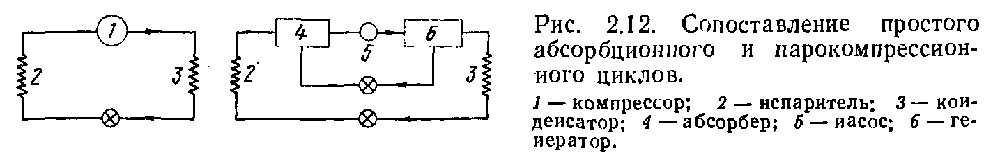 1
2
3
2
4
5
6
3
Рис. 2.12. Сопоставление простого
абсорбционного и парокомпрессион-
ного циклов.
1 — компрессор; 2 — испаритель; 3 — кон-
денсатор; 4 — абсорбер; 5 — насос; 6 — ге-
нератор.